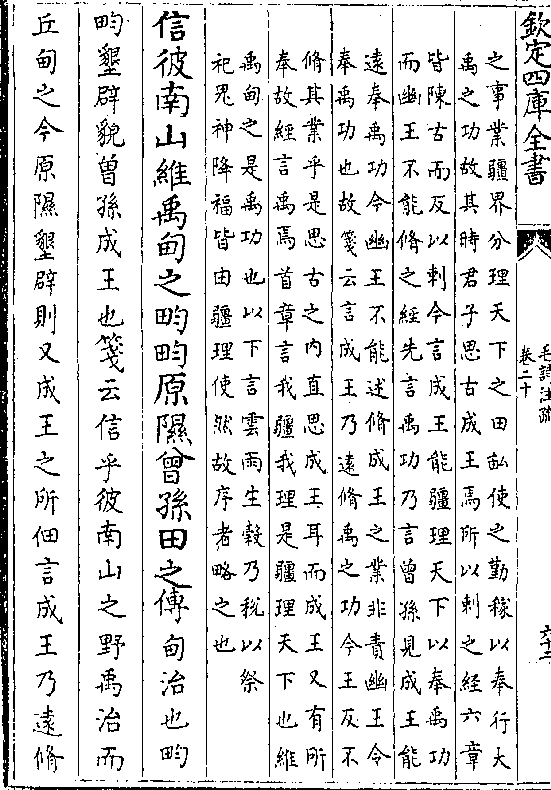 欽定四庫全書
毛詩注疏
卷二十
六十二
之事業疆界分理天下之田畝使之勤稼以奉行大
禹之功故其時君子思古成王焉所以刺之經六章
皆陳古而反以刺今言成王能疆理天下以奉禹功
而幽王不能脩之經先言禹功乃言曾孫見成王能
遠奉禹功今幽王不能述脩成王之業非責幽王令
奉禹功也故箋云言成王乃遠脩禹之功今王反不
脩其業乎是思古之内直思成王耳而成王又有所
奉故經言禹焉首章言我疆我理是疆理天下也維
禹甸之是禹功也以下言雲雨生穀乃税以祭
祀鬼神降福皆由疆理使然故序者略之也
信彼南山維禹甸之畇畇原隰曾孫田之傳甸治也畇
畇墾辟貌曾孫成王也箋云信乎彼南山之野禹治而
丘甸之今原隰墾辟則又成王之所佃言成王乃遠脩